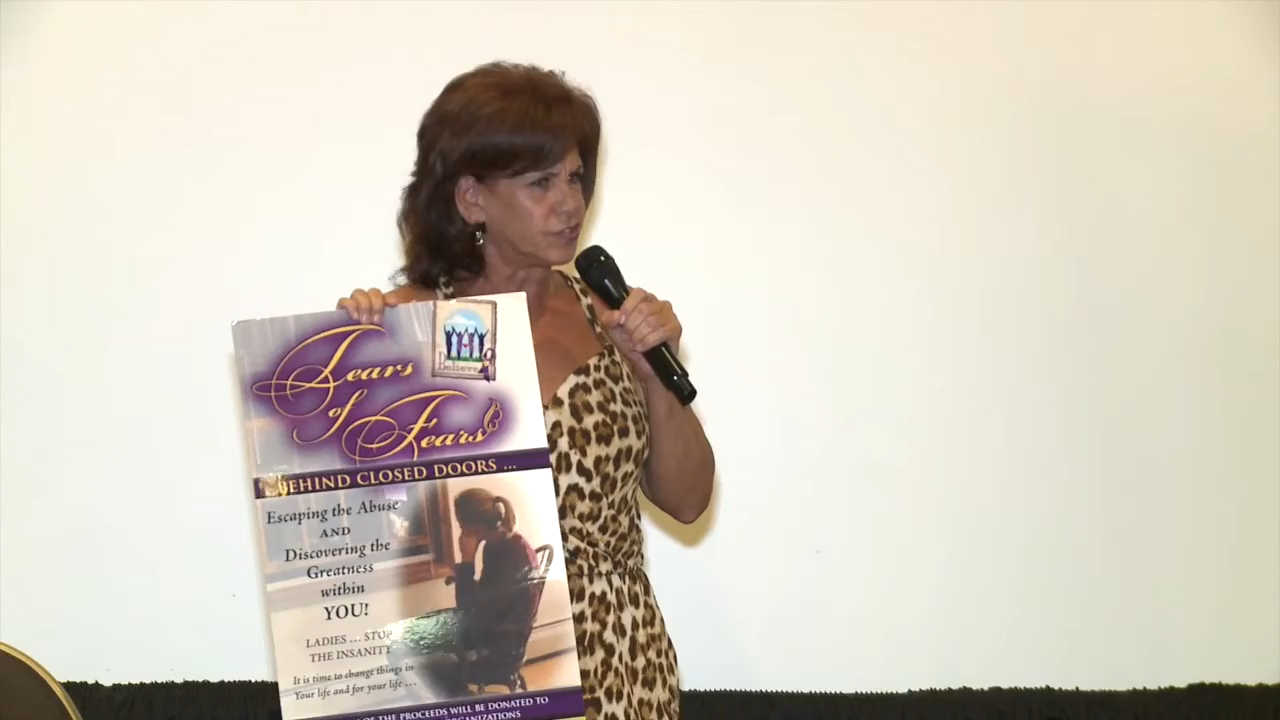 Believe
Tears
of
Fears
BEHIND CLOSED DOORS ...
Escaping the Abuse
AND
Discovering the
Greatness
within
YOU!
LADIES ... STOP
THE INSANITY
It is time to change things in
Your life and for your life ...
OF THE PROCEEDS WILL BE DONATED TO
ORGANIZATIONS